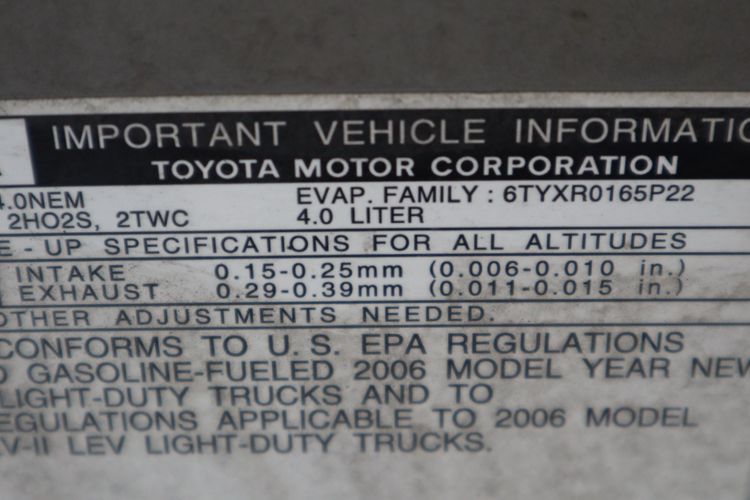 IMPORTANT VEHICLE INFORMATIO
TOYOTA MOTOR CORPORATION
4.0NEM EVAP. FAMILY : 6TYXR0165P22
2HO2S, 2TWC 4.0 LITER
E - UP SPECIFICATIONS FOR ALL ALTITUDES
INTAKE 0.15-0.25mm (0.006-0.010 in.)
EXHAUST 0.29-0.39mm (0.011-0.015 in.)
OTHER ADJUSTMENTS NEEDED.
CONFORMS TO U.S. EPA REGULATIONS
O GASOLINE-FUELED 2006 MODEL YEAR NEW
LIGHT-DUTY TRUCKS AND TO
EGULATIONS APPLICABLE TO 2006 MODEL
EV-II LEV LIGHT-DUTY TRUCKS.